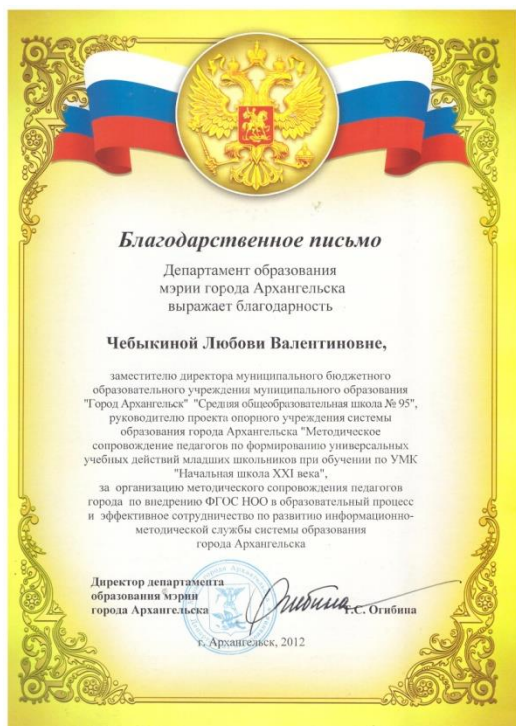 Благодарственное письмо
Департамент образования
мэрии города Архангельска
выражает благодарность
Чебыкиной Любови Валентиновне,
заместителю директора муниципального бюджетного
образовательного учреждения муниципального образования
"Город Архангельск" "Средняя общеобразовательная школа № 95",
руководителю проекта опорного учреждения системы
образования города Архангельска "Методическое
сопровождение педагогов по формированию универсальных
учебных действий младших школьников при обучении по УМК
"Начальная школа XXI века",
за организацию методического сопровождения педагогов
города по внедрению ФГОС НОО в образовательный процесс
и эффективное сотрудничество по развитию информационно-
методической службы системы образования
города Архангельска
Директор департамента
образования мэрии
города Архангельска Т.С. Огибина
г. Архангельск, 2012